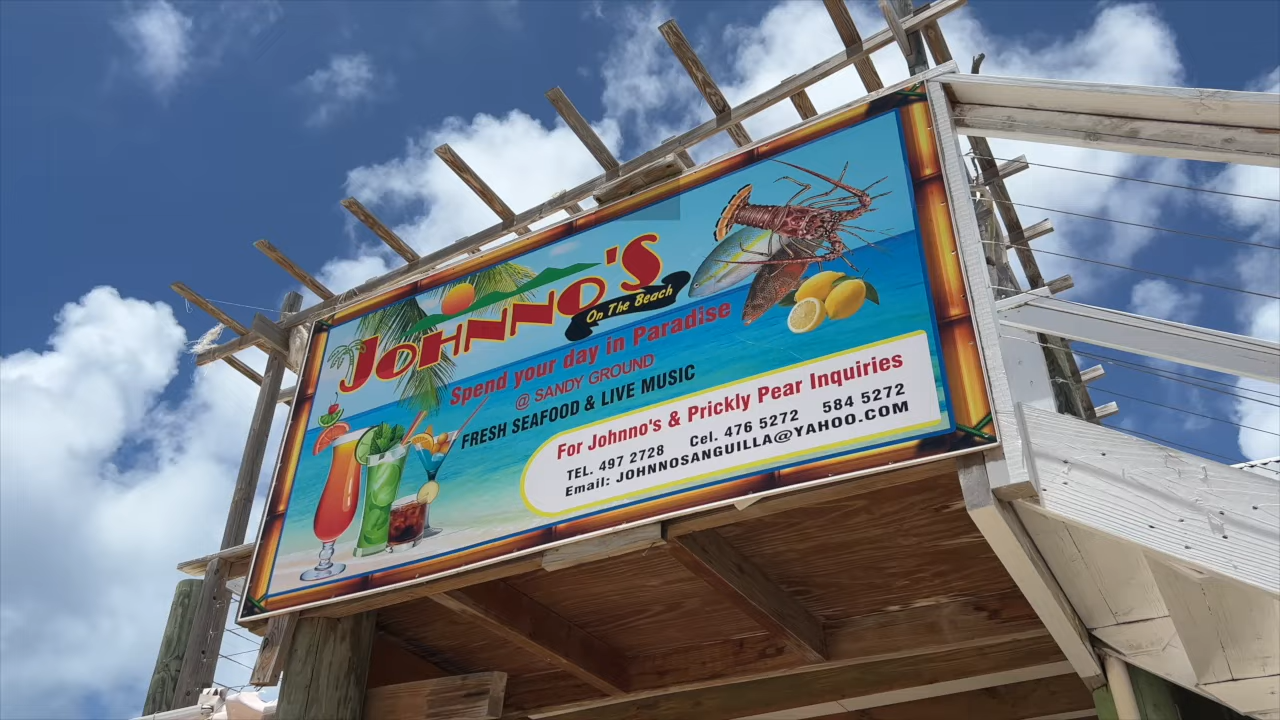 JOHNNO'S
On The Beach
Spend your day in Paradise
@ SANDY GROUND
FRESH SEAFOOD & LIVE MUSIC
For Johnno's & Prickly Pear Inquiries
TEL. 497 2728 Cel. 476 5272 584 5272
Email: JOHNNOSANGUILLA@YAHOO.COM